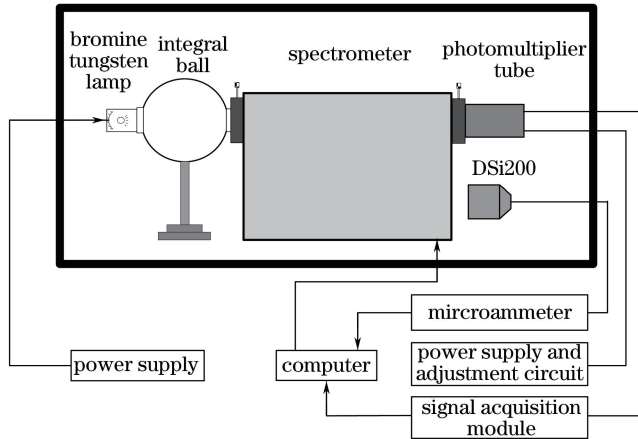 bromine
tungsten
lamp
integral
ball
spectrometer
photomultiplier
tube
DSi200
mircroammeter
power supply
computer
power supply and
adjustment circuit
signal acquisition
module